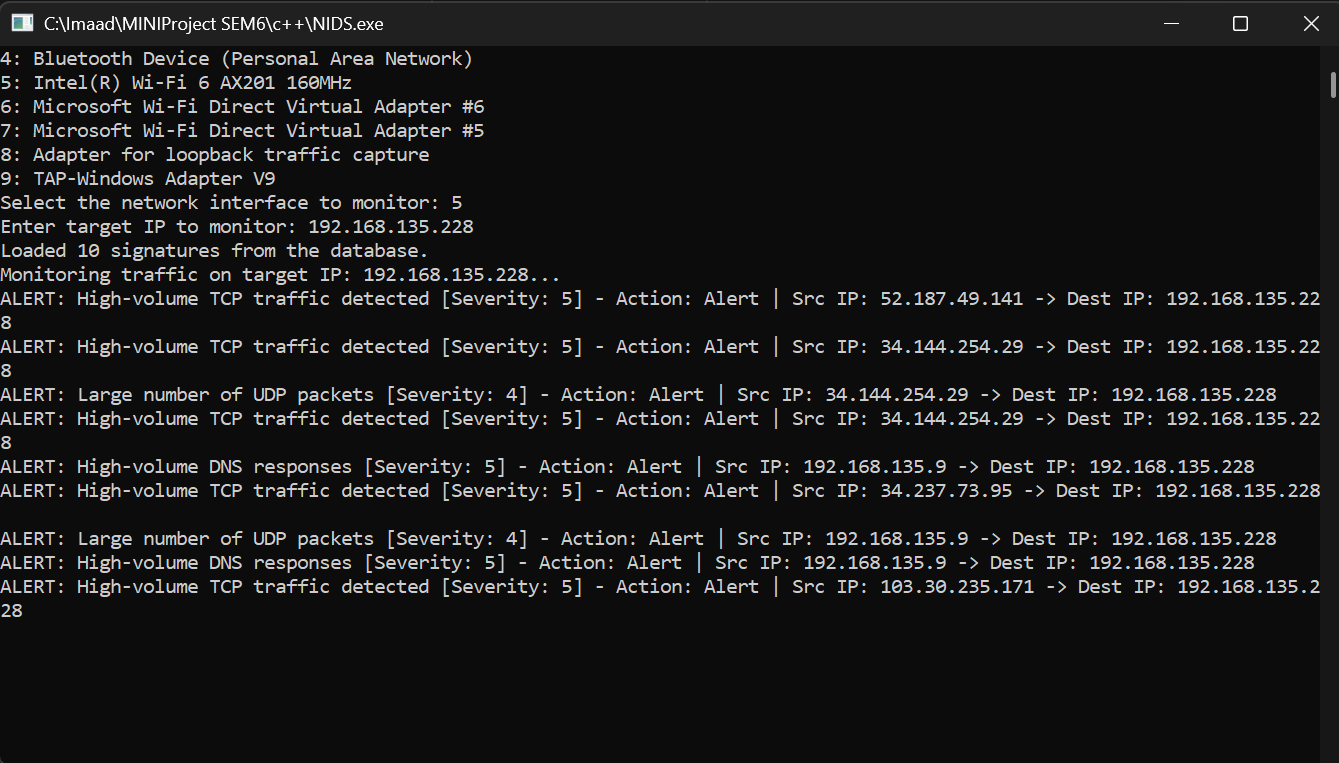 C:\Imaad\MINIProject SEM6\c++\NIDS.exe
4: Bluetooth Device (Personal Area Network)
5: Intel(R) Wi-Fi 6 AX201 160MHz
6: Microsoft Wi-Fi Direct Virtual Adapter #6
7: Microsoft Wi-Fi Direct Virtual Adapter #5
8: Adapter for loopback traffic capture
9: TAP-Windows Adapter V9
Select the network interface to monitor: 5
Enter target IP to monitor: 192.168.135.228
Loaded 10 signatures from the database.
Monitoring traffic on target IP: 192.168.135.228...
ALERT: High-volume TCP traffic detected [Severity: 5] - Action: Alert | Src IP: 52.187.49.141 -> Dest IP: 192.168.135.22
8
ALERT: High-volume TCP traffic detected [Severity: 5] - Action: Alert | Src IP: 34.144.254.29 -> Dest IP: 192.168.135.22
8
ALERT: Large number of UDP packets [Severity: 4] - Action: Alert | Src IP: 34.144.254.29 -> Dest IP: 192.168.135.228
ALERT: High-volume TCP traffic detected [Severity: 5] - Action: Alert | Src IP: 34.144.254.29 -> Dest IP: 192.168.135.22
8
ALERT: High-volume DNS responses [Severity: 5] - Action: Alert | Src IP: 192.168.135.9 -> Dest IP: 192.168.135.228
ALERT: High-volume TCP traffic detected [Severity: 5] - Action: Alert | Src IP: 34.237.73.95 -> Dest IP: 192.168.135.228
ALERT: Large number of UDP packets [Severity: 4] - Action: Alert | Src IP: 192.168.135.9 -> Dest IP: 192.168.135.228
ALERT: High-volume DNS responses [Severity: 5] - Action: Alert | Src IP: 192.168.135.9 -> Dest IP: 192.168.135.228
ALERT: High-volume TCP traffic detected [Severity: 5] - Action: Alert | Src IP: 103.30.235.171 -> Dest IP: 192.168.135.2
28